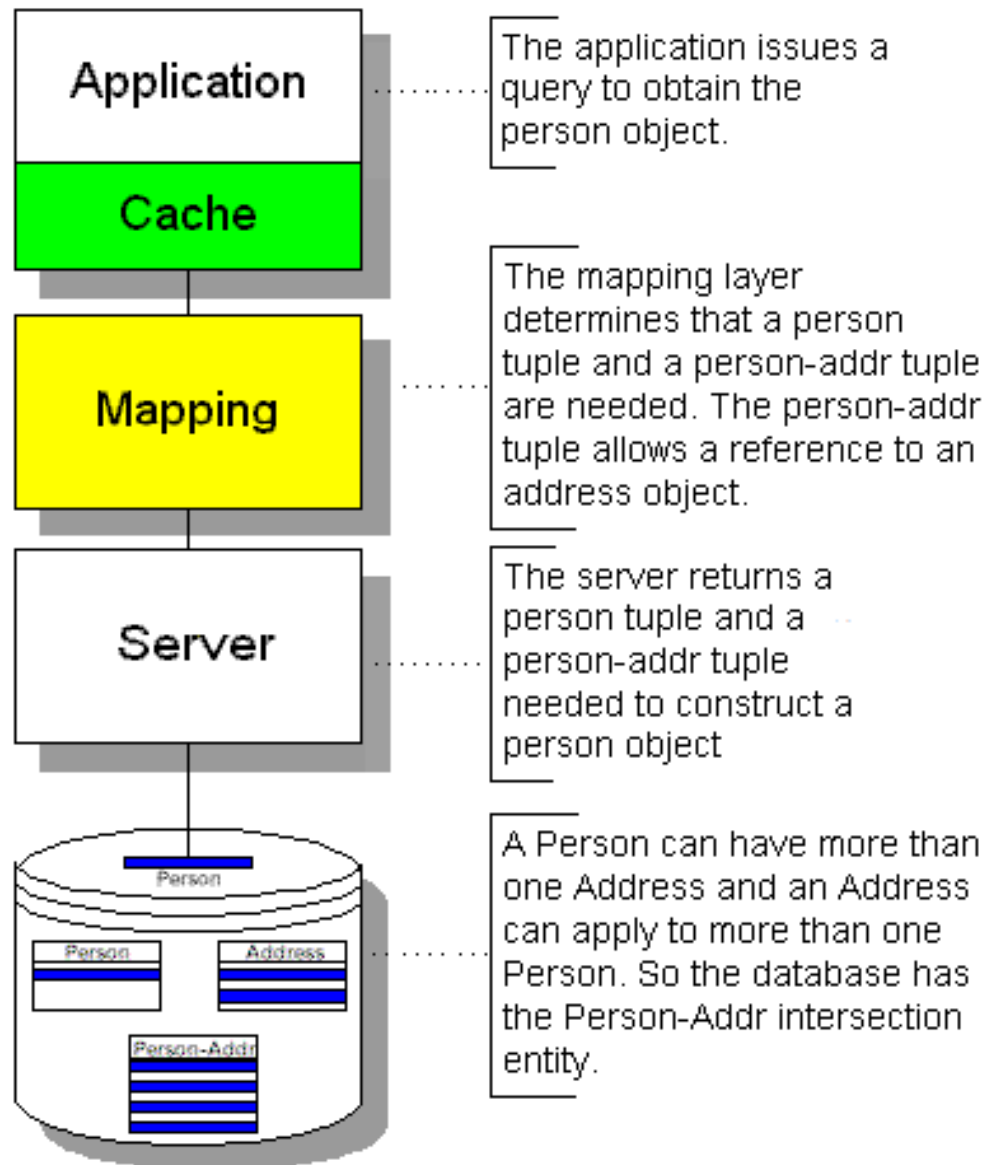 Application
The application issues a
query to obtain the
person object.
Cache
Mapping
The mapping layer
determines that a person
tuple and a person-addr tuple
are needed. The person-addr
tuple allows a reference to an
address object.
Server
The server returns a
person tuple and a
person-addr tuple
needed to construct a
person object
Person
Person
Address
Person-Addr
A Person can have more than
one Address and an Address
can apply to more than one
Person. So the database has
the Person-Addr intersection
entity.